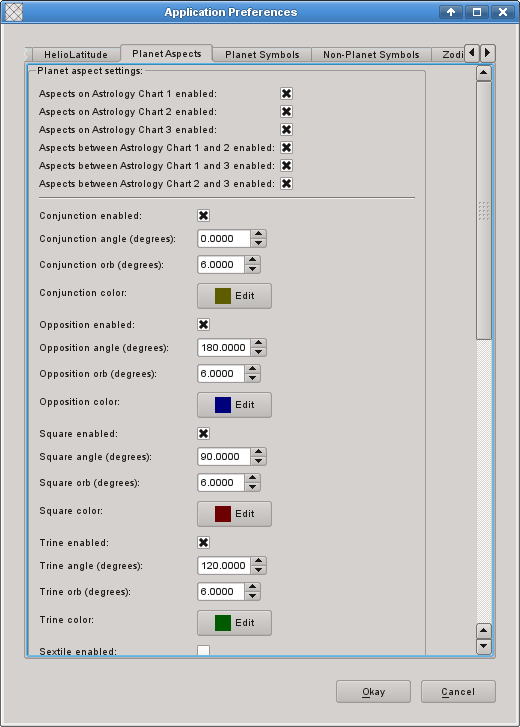 Application Preferences
HelioLatitude Planet Aspects Planet Symbols Non-Planet Symbols Zodi
Planet aspect settings:
Aspects on Astrology Chart 1 enabled:
Aspects on Astrology Chart 2 enabled:
Aspects on Astrology Chart 3 enabled:
Aspects between Astrology Chart 1 and 2 enabled:
Aspects between Astrology Chart 1 and 3 enabled:
Aspects between Astrology Chart 2 and 3 enabled:
Conjunction enabled:
Conjunction angle (degrees): 0.0000
Conjunction orb (degrees): 6.0000
Conjunction color: Edit
Opposition enabled:
Opposition angle (degrees): 180.0000
Opposition orb (degrees): 6.0000
Opposition color: Edit
Square enabled:
Square angle (degrees): 90.0000
Square orb (degrees): 6.0000
Square color: Edit
Trine enabled:
Trine angle (degrees): 120.0000
Trine orb (degrees): 6.0000
Trine color: Edit
Sextile enabled:
Okay Cancel